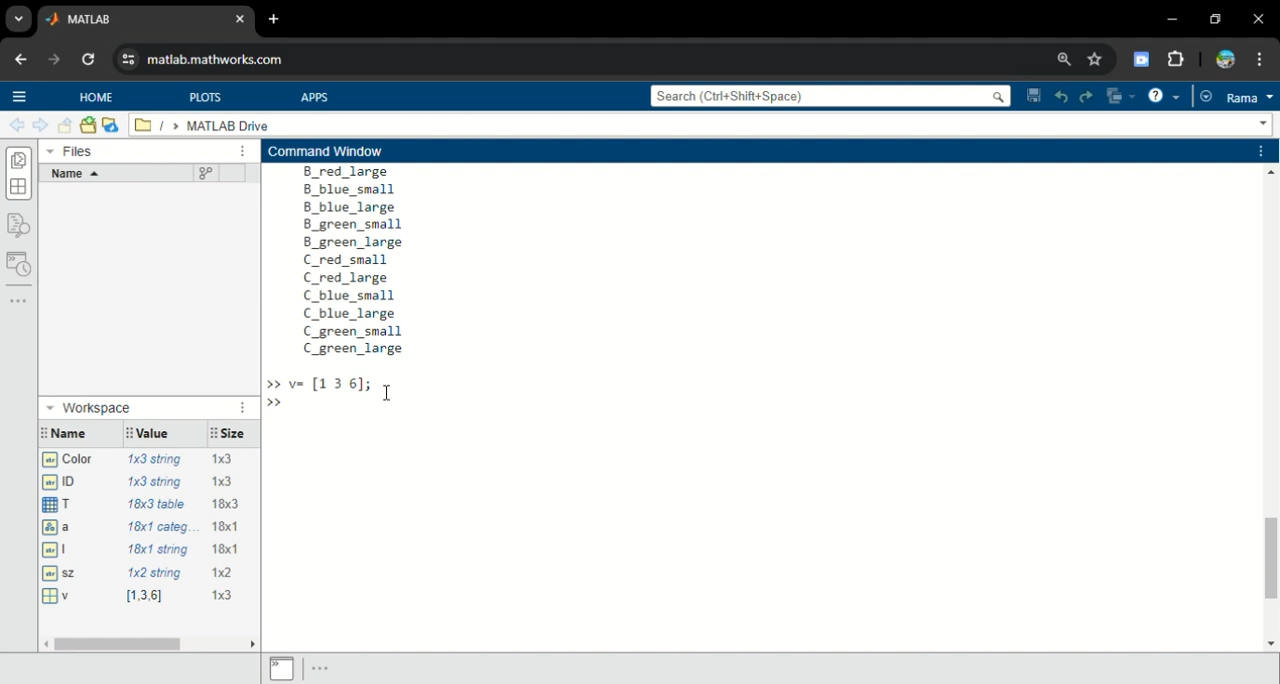 MATLAB
matlab.mathworks.com
HOME PLOTS APPS Search (Ctrl+Shift+Space) Rama
/ MATLAB Drive
Files
Name
Command Window
B_red_large
B_blue_small
B_blue_large
B_green_small
B_green_large
C_red_small
C_red_large
C_blue_small
C_blue_large
C_green_small
C_green_large
>> v= [1 3 6];
>>
Workspace
Name Value Size
Color 1x3 string 1x3
ID 1x3 string 1x3
T 18x3 table 18x3
a 18x1 categ... 18x1
l 18x1 string 18x1
sz 1x2 string 1x2
v [1,3,6] 1x3